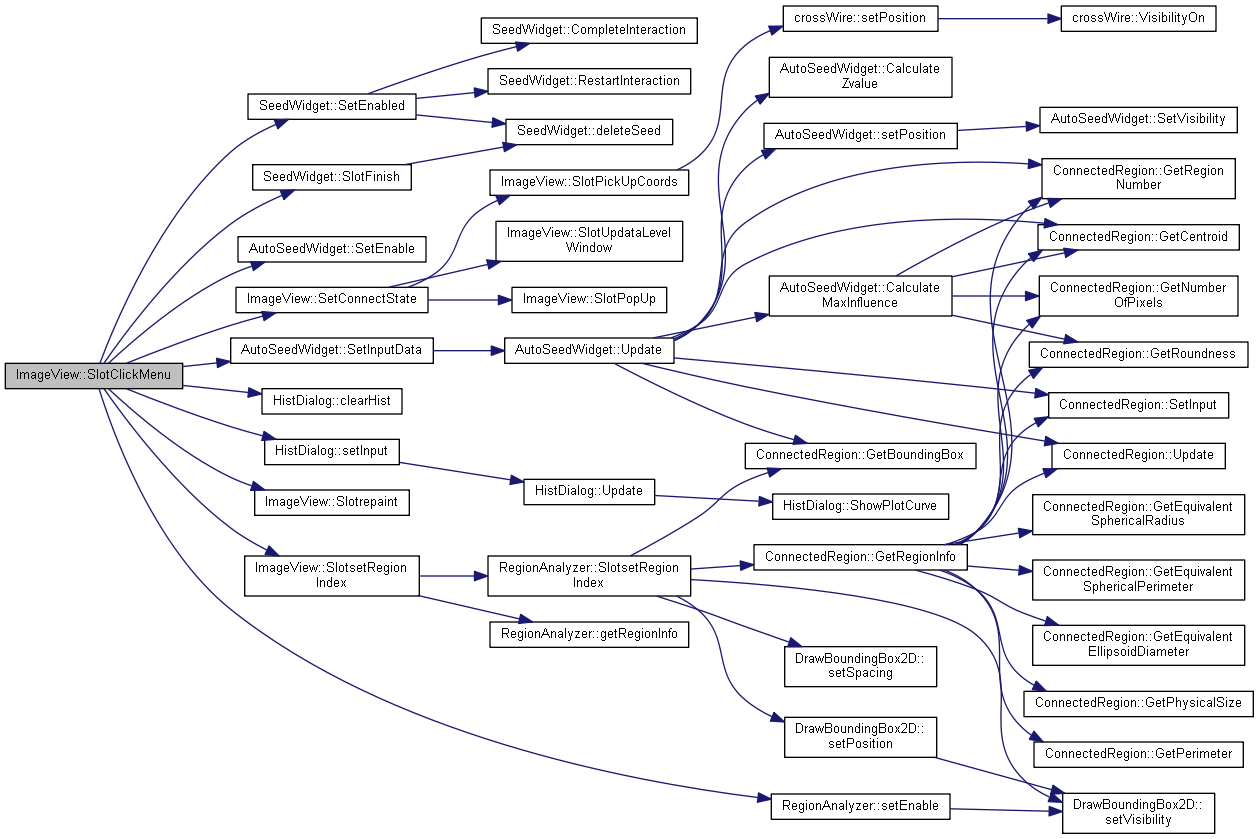 ImageView::SlotClickMenu
SeedWidget::SetEnabled
SeedWidget::SlotFinish
AutoSeedWidget::SetEnable
ImageView::SetConnectState
AutoSeedWidget::SetInputData
HistDialog::clearHist
HistDialog::setInput
ImageView::Slotrepaint
ImageView::SlotsetRegion
Index
SeedWidget::CompleteInteraction
SeedWidget::RestartInteraction
SeedWidget::deleteSeed
ImageView::SlotPickUpCoords
ImageView::SlotUpdataLevel
Window
ImageView::SlotPopUp
AutoSeedWidget::Update
HistDialog::Update
RegionAnalyzer::SlotsetRegion
Index
RegionAnalyzer::getRegionInfo
crossWire::setPosition
AutoSeedWidget::Calculate
Zvalue
AutoSeedWidget::setPosition
AutoSeedWidget::Calculate
MaxInfluence
ConnectedRegion::GetBoundingBox
HistDialog::ShowPlotCurve
ConnectedRegion::GetRegionInfo
DrawBoundingBox2D::
setSpacing
DrawBoundingBox2D::
setPosition
RegionAnalyzer::setEnable
crossWire::VisibilityOn
AutoSeedWidget::SetVisibility
ConnectedRegion::GetRegion
Number
ConnectedRegion::GetCentroid
ConnectedRegion::GetNumber
OfPixels
ConnectedRegion::GetRoundness
ConnectedRegion::SetInput
ConnectedRegion::Update
ConnectedRegion::GetEquivalent
SphericalRadius
ConnectedRegion::GetEquivalent
SphericalPerimeter
ConnectedRegion::GetEquivalent
EllipsoidDiameter
ConnectedRegion::GetPhysicalSize
ConnectedRegion::GetPerimeter
DrawBoundingBox2D::
setVisibility